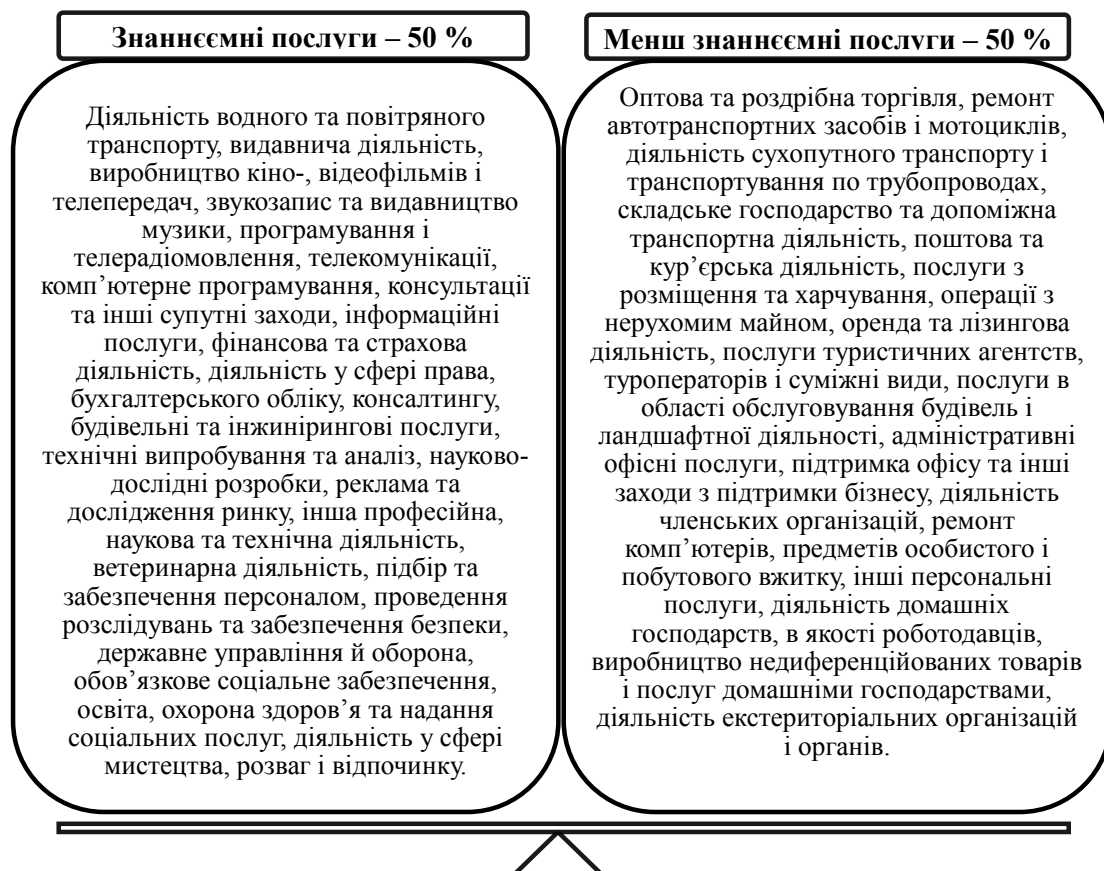 Знаннєємні послуги – 50 %
Діяльність водного та повітряного
транспорту, видавнича діяльність,
виробництво кіно-, відеофільмів і
телепередач, звукозапис та видавництво
музики, програмування і
телерадіомовлення, телекомунікації,
комп’ютерне програмування, консультації
та інші супутні заходи, інформаційні
послуги, фінансова та страхова
діяльність, діяльність у сфері права,
бухгалтерського обліку, консалтингу,
будівельні та інжинірингові послуги,
технічні випробування та аналіз, науково-
дослідні розробки, реклама та
дослідження ринку, інша професійна,
наукова та технічна діяльність,
ветеринарна діяльність, підбір та
забезпечення персоналом, проведення
розслідувань та забезпечення безпеки,
державне управління й оборона,
обов’язкове соціальне забезпечення,
освіта, охорона здоров’я та надання
соціальних послуг, діяльність у сфері
мистецтва, розваг і відпочинку.
Менш знаннєємні послуги – 50 %
Оптова та роздрібна торгівля, ремонт
автотранспортних засобів і мотоциклів,
діяльність сухопутного транспорту і
транспортування по трубопроводах,
складське господарство та допоміжна
транспортна діяльність, поштова та
кур’єрська діяльність, послуги з
розміщення та харчування, операції з
нерухомим майном, оренда та лізингова
діяльність, послуги туристичних агентств,
туроператорів і суміжні види, послуги в
області обслуговування будівель і
ландшафтної діяльності, адміністративні
офісні послуги, підтримка офісу та інші
заходи з підтримки бізнесу, діяльність
членських організацій, ремонт
комп’ютерів, предметів особистого і
побутового вжитку, інші персональні
послуги, діяльність домашніх
господарств, в якості роботодавців,
виробництво недиференційованих товарів
і послуг домашніми господарствами,
діяльність екстериторіальних організацій
і органів.